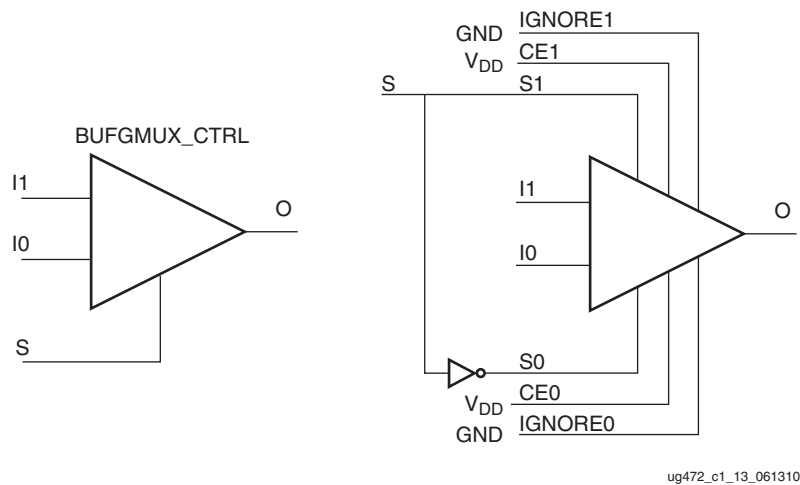 BUFGMUX_CTRL
I1
I0
O
S
GND IGNORE1
VDD CE1
S S1
I1
I0
O
S0
VDD CE0
GND IGNORE0
ug472_c1_13_061310